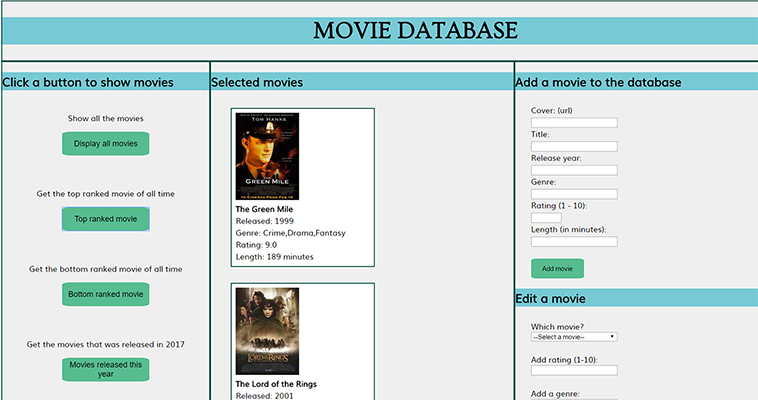 MOVIE DATABASE
Click a button to show movies
Show all the movies
Display all movies
Get the top ranked movie of all time
Top ranked movie
Get the bottom ranked movie of all time
Bottom ranked movie
Get the movies that was released in 2017
Movies released this
year
Selected movies
TOM HANKS
GREEN MILE
The Green Mile
Released: 1999
Genre: Crime,Drama,Fantasy
Rating: 9.0
Length: 189 minutes
LORD OF THE RINGS
The Lord of the Rings
Released: 2001
Add a movie to the database
Cover: (url)
Title:
Release year:
Genre:
Rating (1 - 10):
Length (in minutes):
Add movie
Edit a movie
Which movie?
--Select a movie--
Add rating (1-10):
Add a genre: